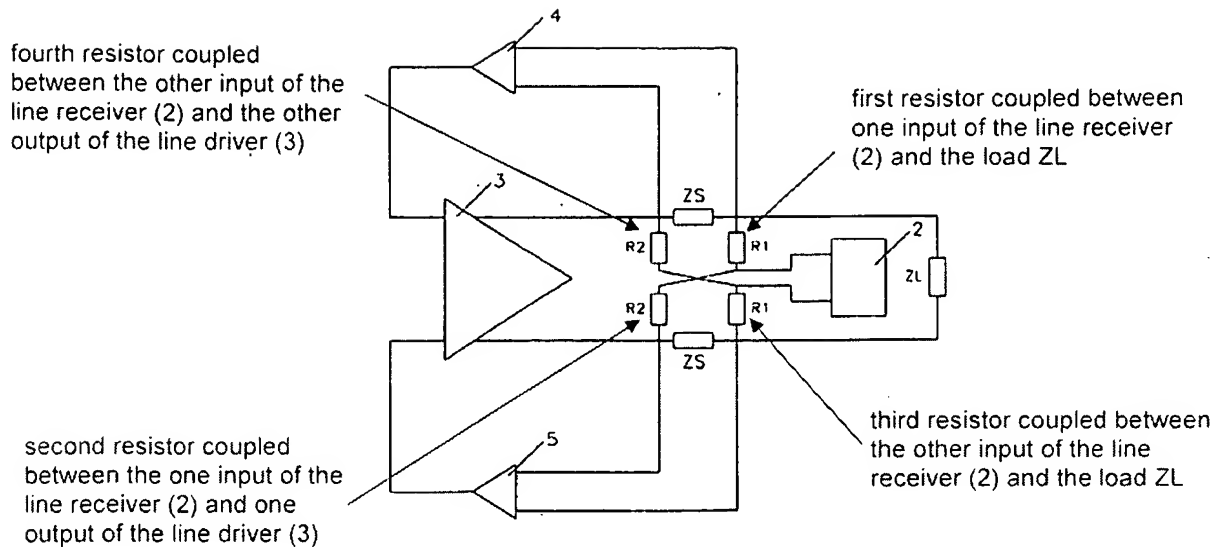 fourth resistor coupled
between the other input of the
line receiver (2) and the other
output of the line driver (3)
4
first resistor coupled between
one input of the line receiver
(2) and the load ZL
3
ZS
2
R2
R1
ZL
R2
R1
ZS
second resistor coupled
between the one input of the
line receiver (2) and one
output of the line driver (3)
5
third resistor coupled between
the other input of the line
receiver (2) and the load ZL